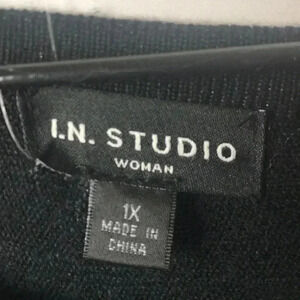 I.N. STUDIO
WOMAN
1X
MADE IN
CHINA